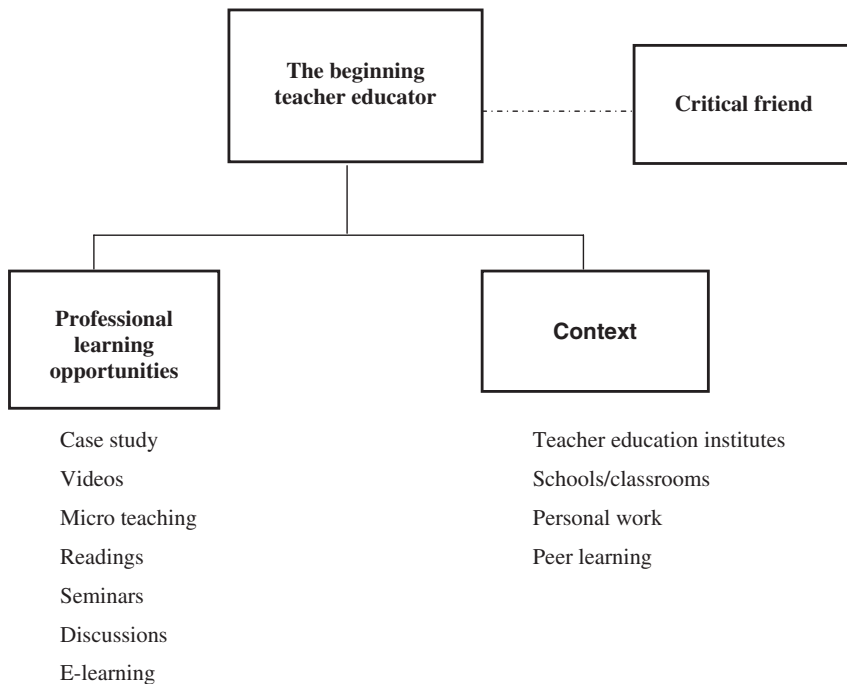 The beginning
teacher educator
Critical friend
Professional
learning
opportunities
Context
Case study
Videos
Micro teaching
Readings
Seminars
Discussions
E-learning
Teacher education institutes
Schools/classrooms
Personal work
Peer learning